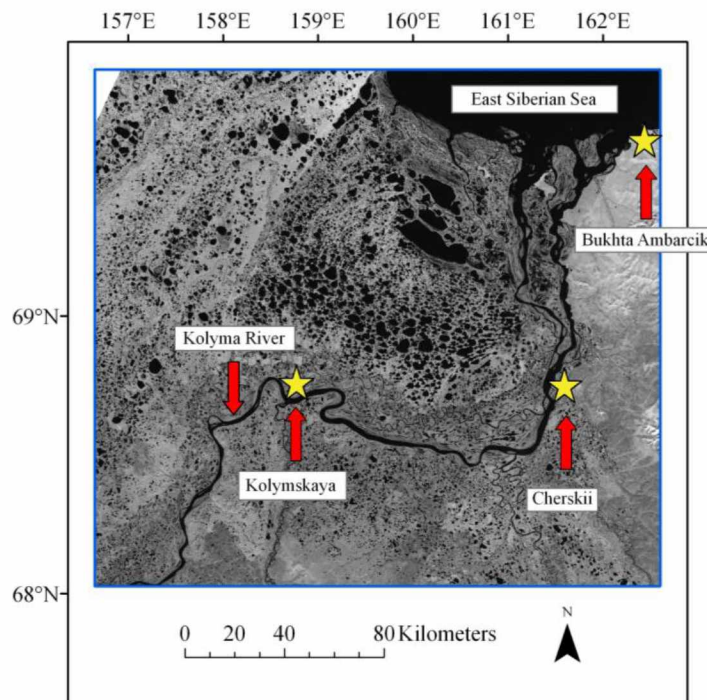 157°E 158°E 159°E 160°E 161°E 162°E
East Siberian Sea
Bukhta Ambarcik
69°N
Kolyma River
Kolymskaya
Cherskii
68°N
N
0 20 40 80 Kilometers